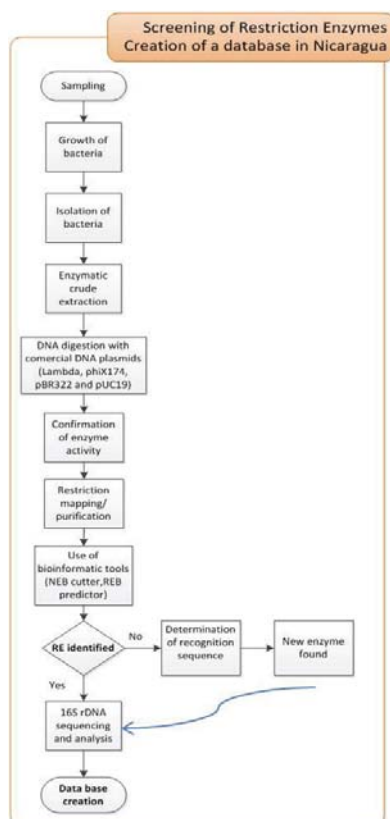 Screening of Restriction Enzymes
Creation of a database in Nicaragua
Sampling
Growth of
bacteria
Isolation of
bacteria
Enzymatic
crude
extraction
DNA digestion with
comercial DNA plasmids
(Lambda, phiX174,
pBR322 and pUC19)
Confirmation
of enzyme
activity
Restriction
mapping/
purification
Use of
bioinformatic tools
(NEB cutter,REB
predictor)
RE identified
No
Determination
of recognition
sequence
New enzyme
found
Yes
16S rDNA
sequencing
and analysis
Data base
creation